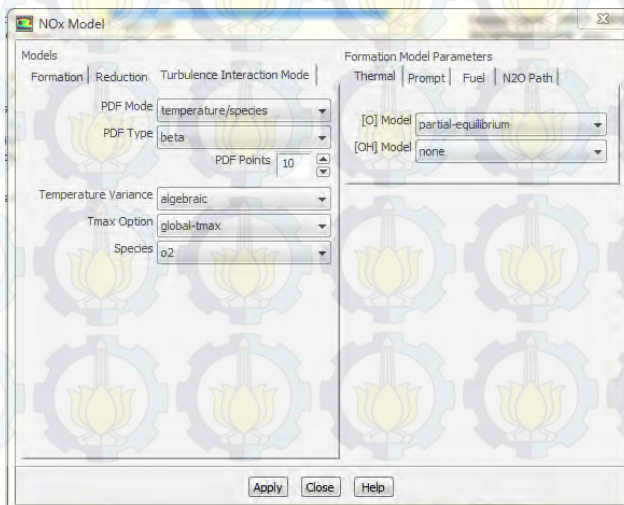 NOx Model
Models
Formation Reduction Turbulence Interaction Mode
PDF Mode temperature/species
PDF Type beta
PDF Points 10
Temperature Variance algebraic
Tmax Option global-tmax
Species o2
Formation Model Parameters
Thermal Prompt Fuel N2O Path
[O] Model partial-equilibrium
[OH] Model none
Apply Close Help